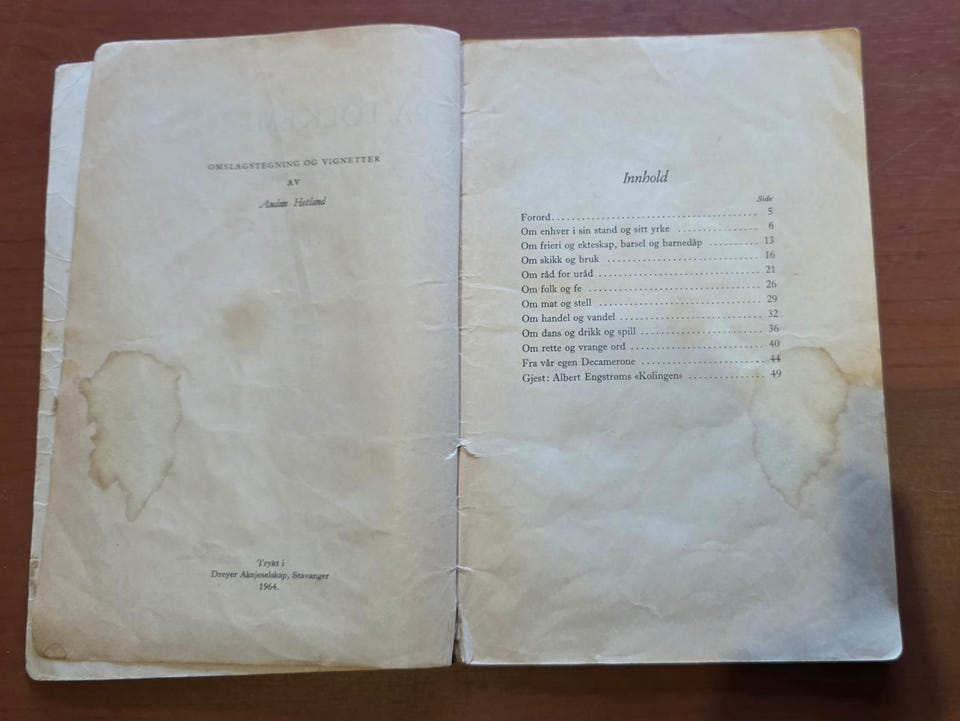 OMSLAGSTEGNING OG VIGNETTER
AV
Audun Hetland
Trykt i
Dreyer Aksjeselskap, Stavanger
1964.
Innhold
Side
Forord 5
Om enhver i sin stand og sitt yrke 6
Om frieri og ekteskap, barsel og barnedåp 13
Om skikk og bruk 16
Om råd for uråd 21
Om folk og fe 26
Om mat og stell 29
Om handel og vandel 32
Om dans og drikk og spill 36
Om rette og vrange ord 40
Fra vår egen Decamerone 44
Gjest: Albert Engstrøms «Kolingen» 49